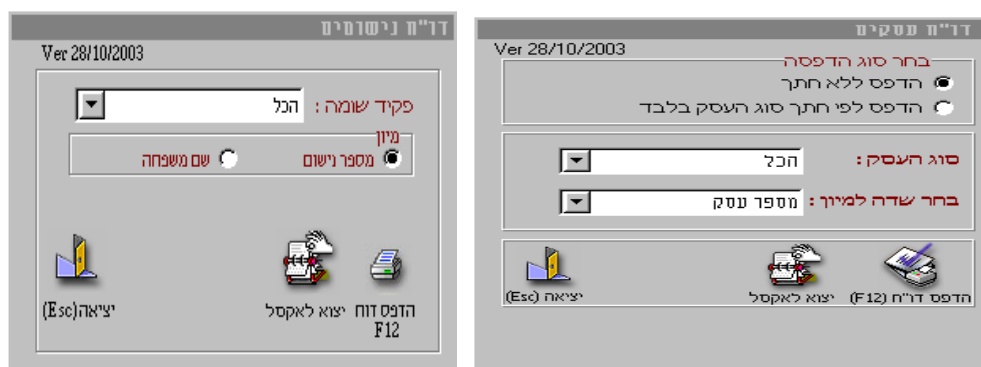 דו"ח נישומים
Ver 28/10/2003
פקיד שומה : הכל
מיון
מספר נישום שם משפחה
הדפס דוח יצוא לאקסל יציאה(Esc)
F12
דו"ח עסקים
Ver 28/10/2003
בחר סוג הדפסה
הדפס ללא חתך
הדפס לפי חתך סוג העסק בלבד
סוג העסק : הכל
בחר שדה למיון : מספר עסק
הדפס דו"ח (F12) יצוא לאקסל יציאה (Esc)